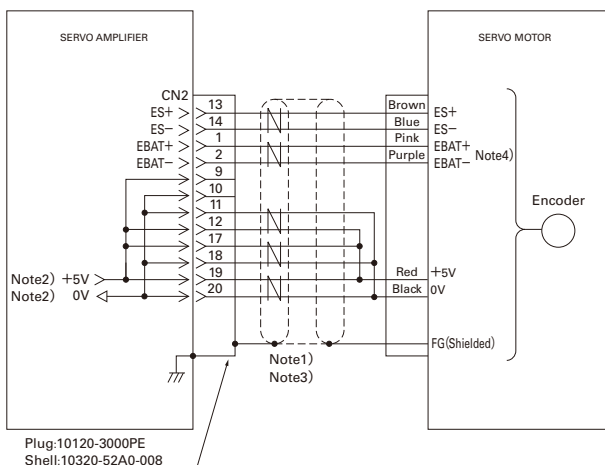 SERVO AMPLIFIER
SERVO MOTOR
CN2
ES+ 13 Brown ES+
ES− 14 Blue ES−
EBAT+ 1 Pink EBAT+
EBAT− 2 Purple EBAT−
Note4)
9
10
11
12
17
18
Encoder
Note2) +5V 19 Red +5V
Note2) 0V 20 Black 0V
FG(Shielded)
Note1)
Note3)
Plug:10120-3000PE
Shell:10320-52A0-008